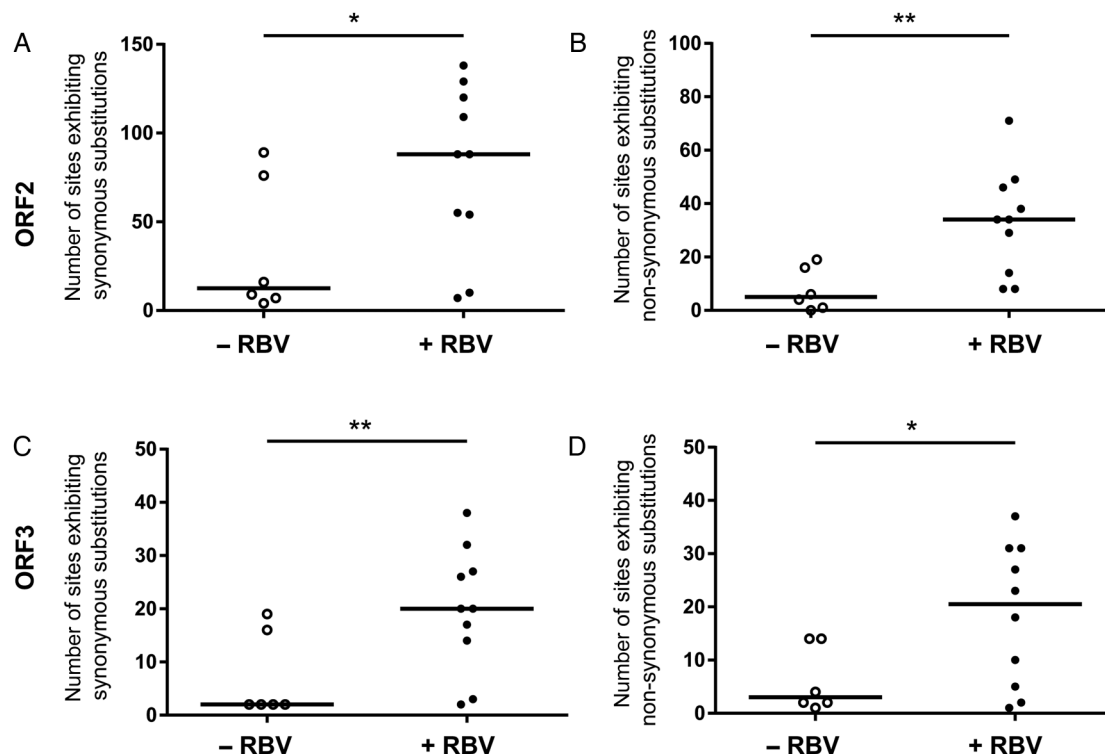 A
ORF2
Number of sites exhibiting
synonymous substitutions
150
100
50
0
*
– RBV
+ RBV
B
Number of sites exhibiting
non-synonymous substitutions
100
80
60
40
20
0
**
– RBV
+ RBV
C
ORF3
Number of sites exhibiting
synonymous substitutions
50
40
30
20
10
0
**
– RBV
+ RBV
D
Number of sites exhibiting
non-synonymous substitutions
50
40
30
20
10
0
*
– RBV
+ RBV